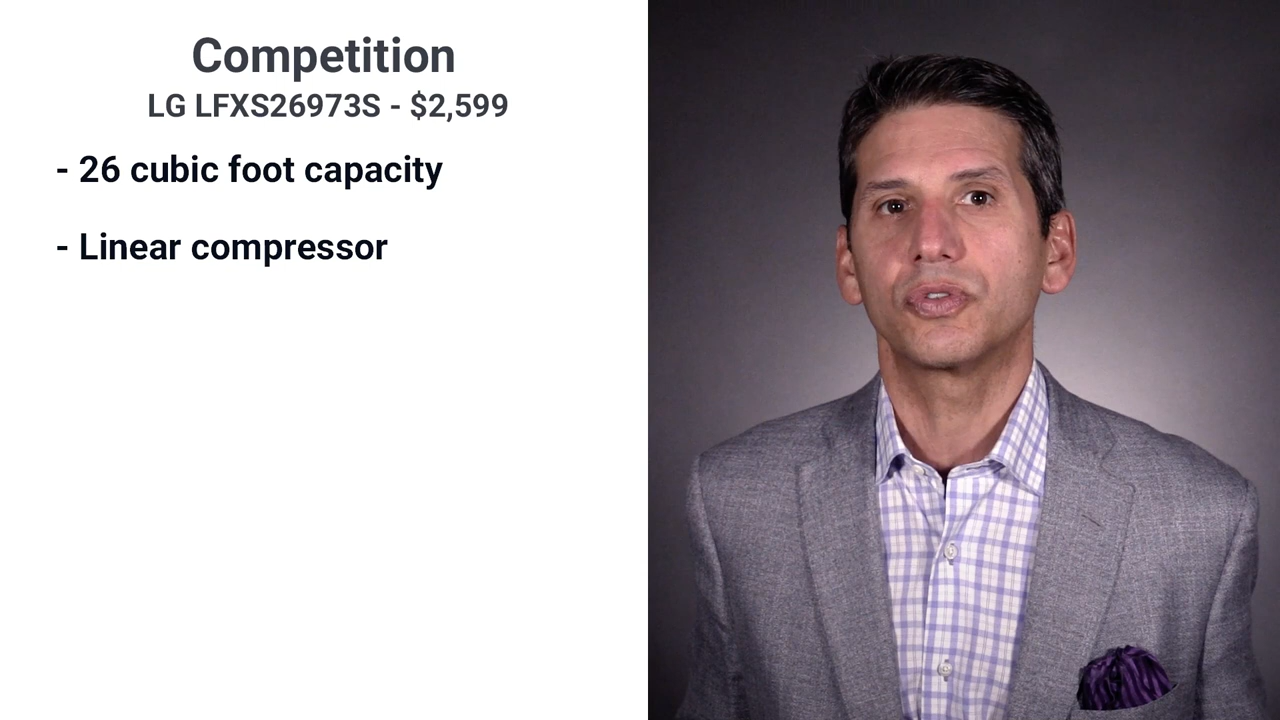 Competition
LG LFXS26973S - $2,599
- 26 cubic foot capacity
- Linear compressor